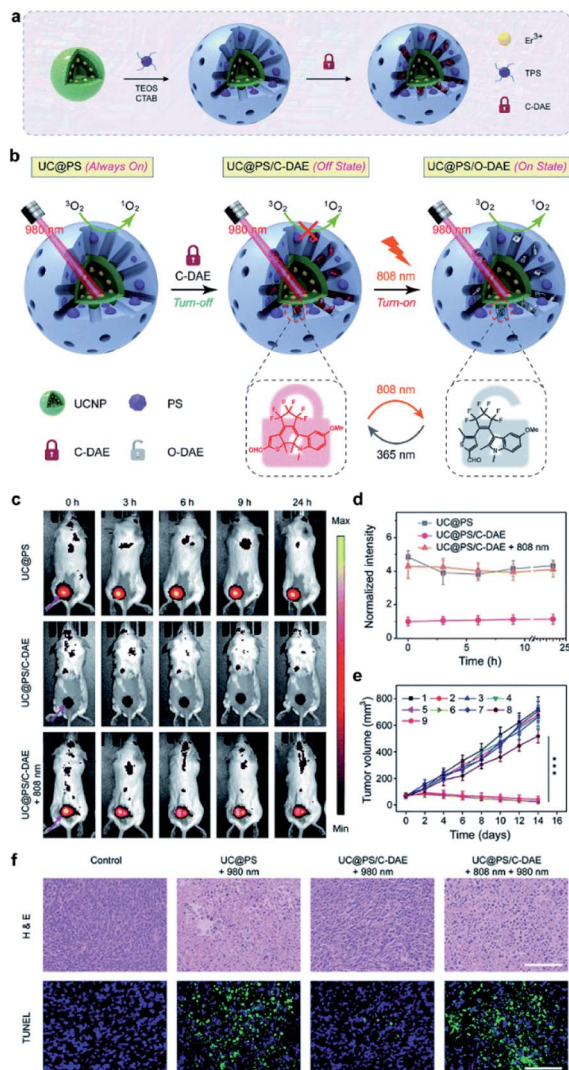 a
TEOS
CTAB
Er3+
TPS
C-DAE
b
UC@PS (Always On)
UC@PS/C-DAE (Off State)
UC@PS/O-DAE (On State)
3O2
1O2
3O2
1O2
3O2
1O2
980 nm
980 nm
980 nm
C-DAE
Turn-off
808 nm
Turn-on
UCNP
PS
C-DAE
O-DAE
F F F F F F
OMe
OHC
S
N
808 nm
365 nm
F F F F F F
OMe
S
N
CHO
c
0 h
3 h
6 h
9 h
24 h
UC@PS
UC@PS/C-DAE
UC@PS/C-DAE
+ 808 nm
Max
Min
d
UC@PS
UC@PS/C-DAE
UC@PS/C-DAE + 808 nm
Normalized intensity
6
4
2
0
0
5
10
25
Time (h)
e
1 2 3 4
5 6 7 8
9
Tumor volume (mm3)
800
600
400
200
0
***
0 2 4 6 8 10 12 14 16
Time (days)
f
Control
UC@PS
+ 980 nm
UC@PS/C-DAE
+ 980 nm
UC@PS/C-DAE
+ 808 nm + 980 nm
H & E
TUNEL